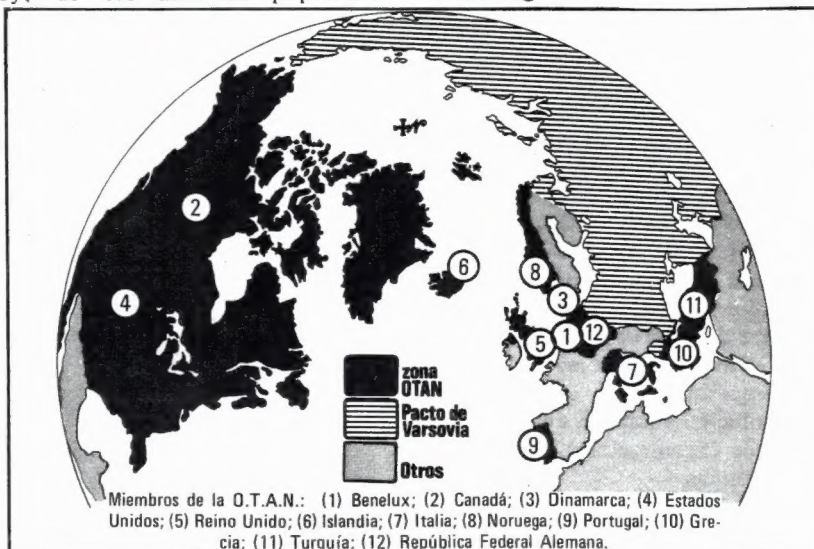 2
4
6
8
3
5
1
12
11
10
7
9
zona
OTAN
Pacto de
Varsovia
Otros
Miembros de la O.T.A.N.: (1) Benelux; (2) Canadá; (3) Dinamarca; (4) Estados
Unidos; (5) Reino Unido; (6) Islandia; (7) Italia; (8) Noruega; (9) Portugal; (10) Gre-
cia; (11) Turquía; (12) República Federal Alemana.